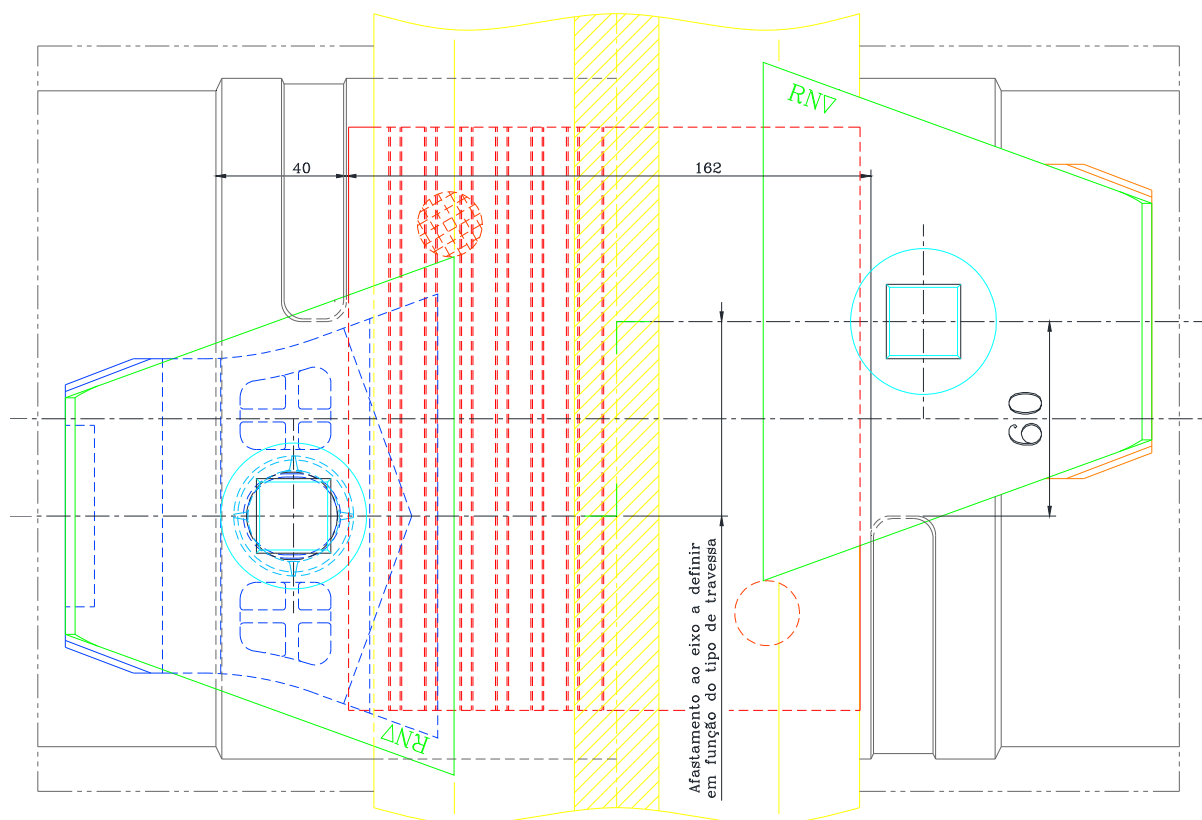 RNV
40
162
60
Afastamento ao eixo a definir
em função do tipo de travessa
RNV